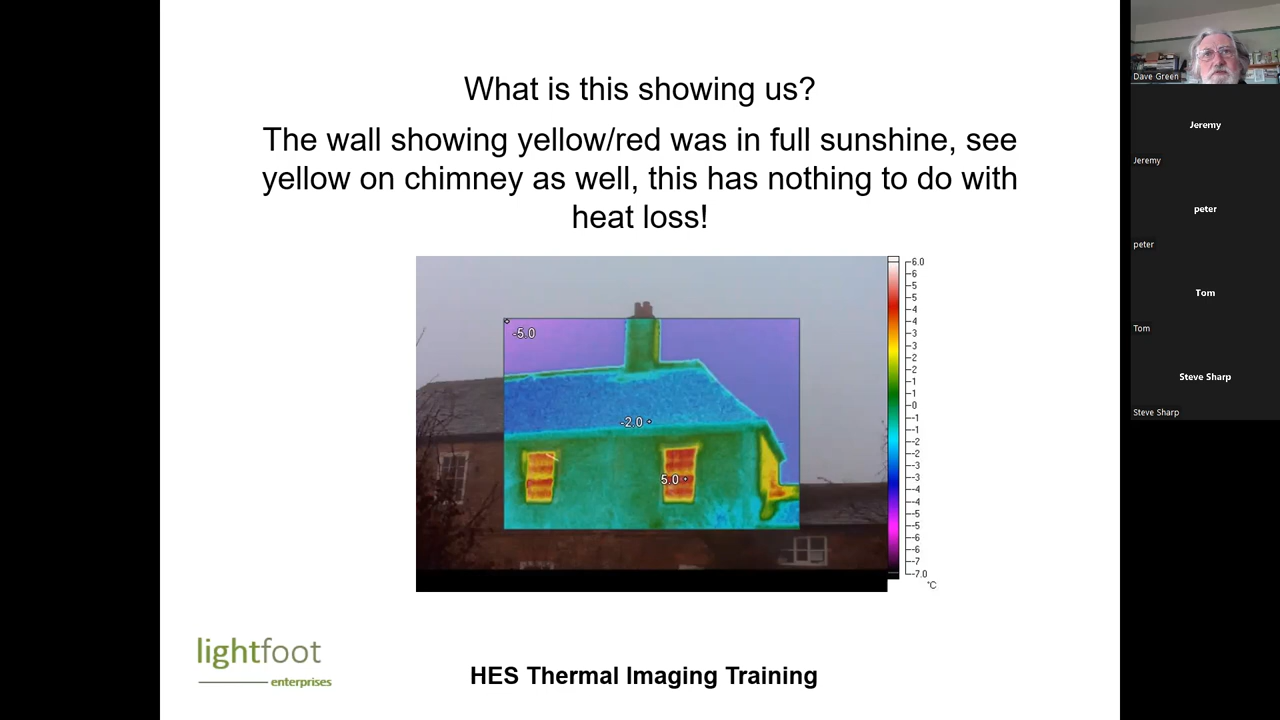 What is this showing us?
The wall showing yellow/red was in full sunshine, see
yellow on chimney as well, this has nothing to do with
heat loss!
-5.0
-2.0
5.0
6.0
6
5
5
4
4
3
3
2
2
1
1
0
-1
-1
-2
-2
-3
-3
-4
-4
-5
-5
-6
-6
-7
-7.0
°C
lightfoot
enterprises
HES Thermal Imaging Training
Dave Green
Jeremy
Jeremy
peter
peter
Tom
Tom
Steve Sharp
Steve Sharp